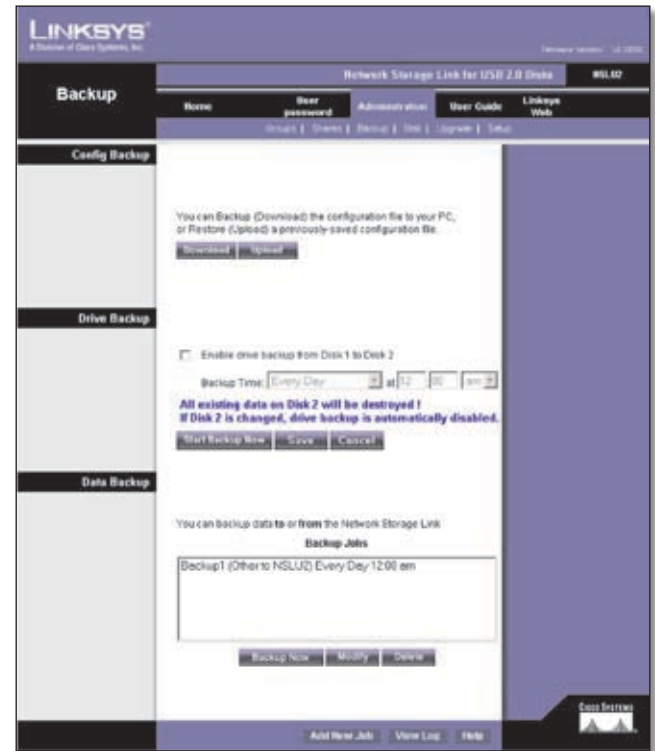 LINKSYS®
A Division of Cisco Systems, Inc.
Network Storage Link for USB 2.0 Disks
NSLU2
Backup
Home
User password
Administration
User Guide
Linksys Web
Groups | Shares | Backup | Disk | Upgrade | Setup
Config Backup
You can Backup (Download) the configuration file to your PC,
or Restore (Upload) a previously-saved configuration file.
Download Upload
Drive Backup
Enable drive backup from Disk 1 to Disk 2
Backup Time: Every Day at 12 00 am
All existing data on Disk 2 will be destroyed !
If Disk 2 is changed, drive backup is automatically disabled.
Start Backup Now Save Cancel
Data Backup
You can backup data to or from the Network Storage Link
Backup Jobs
Backup1 (Other to NSLU2) Every Day 12:00 am
Backup Now Modify Delete
CISCO SYSTEMS
Add New Job View Log Help